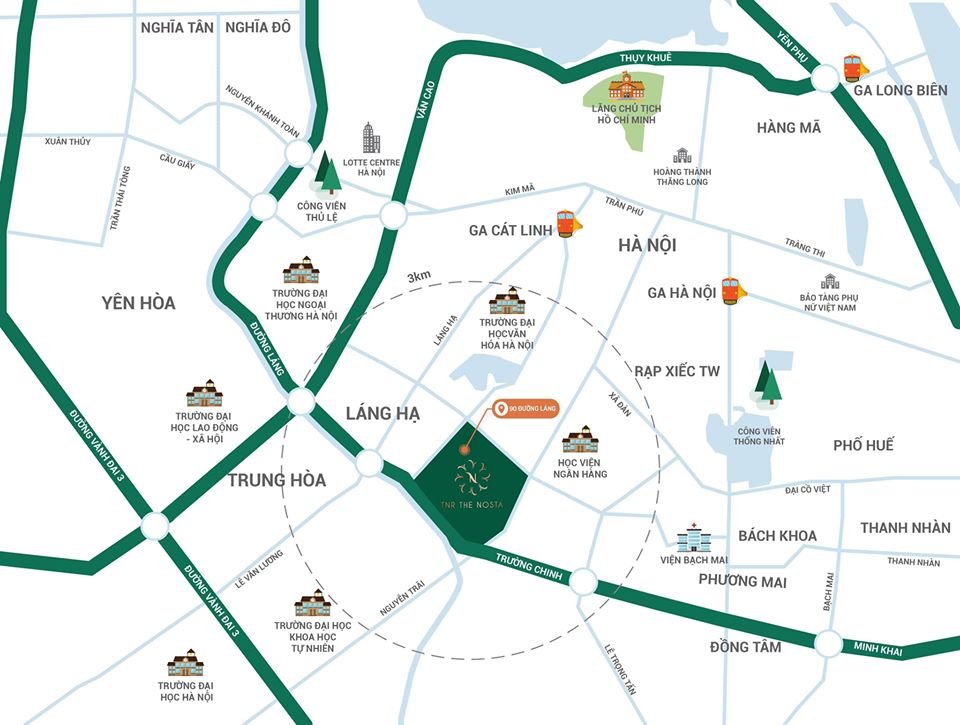 NGHĨA TÂN
NGHĨA ĐÔ
YÊN PHỤ
THỤY KHUÊ
GA LONG BIÊN
NGUYỄN KHÁNH TOÀN
VĂN CAO
LĂNG CHỦ TỊCH
HỒ CHÍ MINH
HÀNG MÃ
XUÂN THỦY
CẦU GIẤY
LOTTE CENTRE
HÀ NỘI
HOÀNG THÀNH
THĂNG LONG
TRẦN THÁI TÔNG
CÔNG VIÊN
THỦ LỆ
KIM MÃ
TRẦN PHÚ
GA CÁT LINH
HÀ NỘI
TRÀNG THI
3km
YÊN HÒA
TRƯỜNG ĐẠI
HỌC NGOẠI
THƯƠNG HÀ NỘI
GA HÀ NỘI
BẢO TÀNG PHỤ
NỮ VIỆT NAM
LÁNG HẠ
TRƯỜNG ĐẠI
HỌCVĂN
HÓA HÀ NỘI
ĐƯỜNG LÁNG
RẠP XIẾC TW
XÃ ĐÀN
TRƯỜNG ĐẠI
HỌC LAO ĐỘNG
- XÃ HỘI
LÁNG HẠ
90 ĐƯỜNG LÁNG
CÔNG VIÊN
THỐNG NHẤT
PHỐ HUẾ
ĐƯỜNG VÀNH ĐAI 3
TRUNG HÒA
N
TNR THE NOSTA
HỌC VIỆN
NGÂN HÀNG
ĐẠI CỒ VIỆT
BÁCH KHOA
THANH NHÀN
VIỆN BẠCH MAI
THANH NHÀN
TRƯỜNG CHINH
PHƯƠNG MAI
BẠCH MAI
LÊ VĂN LƯƠNG
NGUYỄN TRÃI
ĐƯỜNG VÀNH ĐAI 3
TRƯỜNG ĐẠI HỌC
KHOA HỌC
TỰ NHIÊN
LÊ TRỌNG TẤN
ĐỒNG TÂM
MINH KHAI
TRƯỜNG ĐẠI
HỌC HÀ NỘI